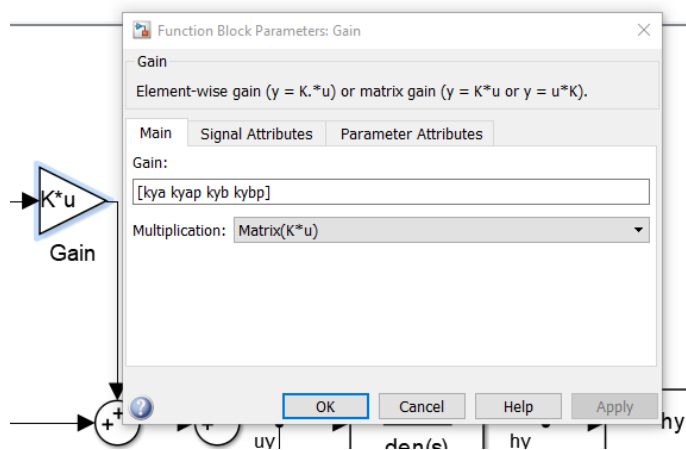 Function Block Parameters: Gain
Gain
Element-wise gain (y = K.*u) or matrix gain (y = K*u or y = u*K).
Main Signal Attributes Parameter Attributes
Gain:
[kya kyap kyb kybp]
Multiplication: Matrix(K*u)
K*u
Gain
OK Cancel Help Apply
++
+
uy den(s) hy hy